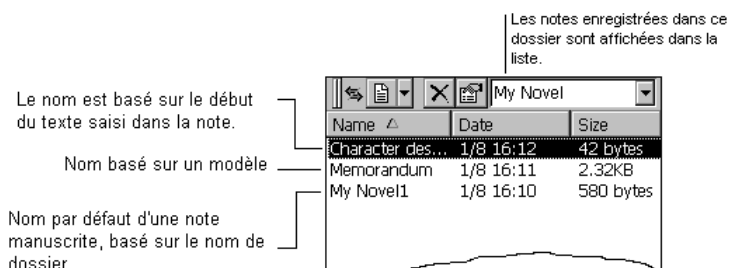 Les notes enregistrées dans ce
dossier sont affichées dans la
liste.
Le nom est basé sur le début
du texte saisi dans la note.
Nom basé sur un modèle
Nom par défaut d'une note
manuscrite, basé sur le nom de
dossier
My Novel
Name Date Size
Character des... 1/8 16:12 42 bytes
Memorandum 1/8 16:11 2.32KB
My Novel1 1/8 16:10 580 bytes